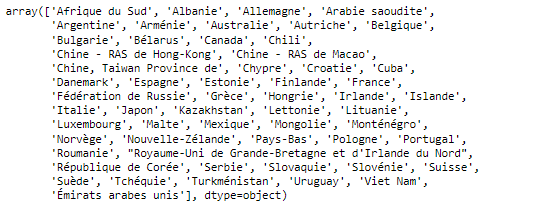 array(['Afrique du Sud', 'Albanie', 'Allemagne', 'Arabie saoudite',
'Argentine', 'Arménie', 'Australie', 'Autriche', 'Belgique',
'Bulgarie', 'Bélarus', 'Canada', 'Chili',
'Chine - RAS de Hong-Kong', 'Chine - RAS de Macao',
'Chine, Taiwan Province de', 'Chypre', 'Croatie', 'Cuba',
'Danemark', 'Espagne', 'Estonie', 'Finlande', 'France',
'Fédération de Russie', 'Grèce', 'Hongrie', 'Irlande', 'Islande',
'Italie', 'Japon', 'Kazakhstan', 'Lettonie', 'Lituanie',
'Luxembourg', 'Malte', 'Mexique', 'Mongolie', 'Monténégro',
'Norvège', 'Nouvelle-Zélande', 'Pays-Bas', 'Pologne', 'Portugal',
'Roumanie', "Royaume-Uni de Grande-Bretagne et d'Irlande du Nord",
'République de Corée', 'Serbie', 'Slovaquie', 'Slovénie', 'Suisse',
'Suède', 'Tchéquie', 'Turkménistan', 'Uruguay', 'Viet Nam',
'Émirats arabes unis'], dtype=object)